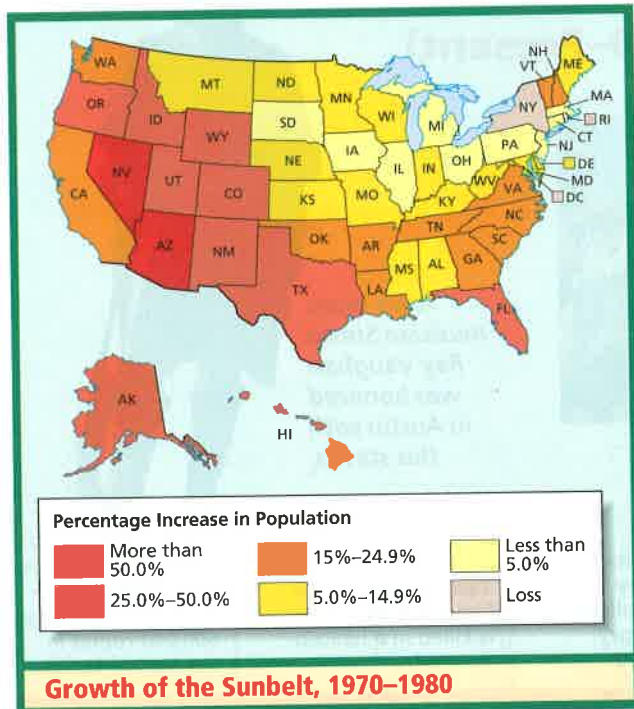 WA
OR
ID
MT
ND
MN
WY
SD
WI
MI
NV
UT
CO
NE
IA
IL
IN
OH
PA
NY
VT
NH
ME
MA
RI
CT
NJ
DE
MD
DC
CA
AZ
NM
KS
MO
KY
WV
VA
OK
AR
TN
NC
SC
TX
LA
MS
AL
GA
FL
AK
HI
Percentage Increase in Population
More than
50.0%
25.0%–50.0%
15%–24.9%
5.0%–14.9%
Less than
5.0%
Loss
Growth of the Sunbelt, 1970–1980